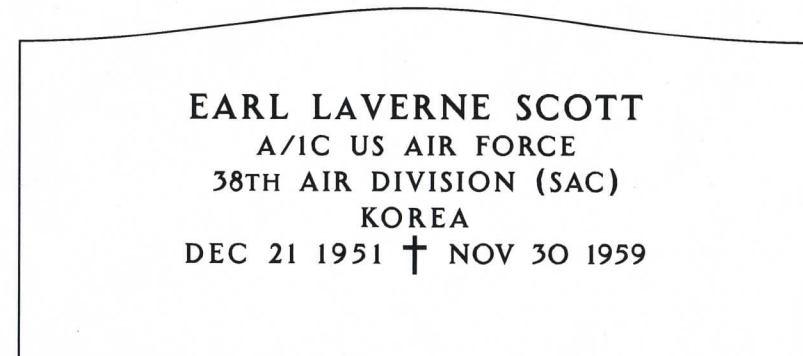 EARL LAVERNE SCOTT
A/1C US AIR FORCE
38TH AIR DIVISION (SAC)
KOREA
DEC 21 1951 † NOV 30 1959